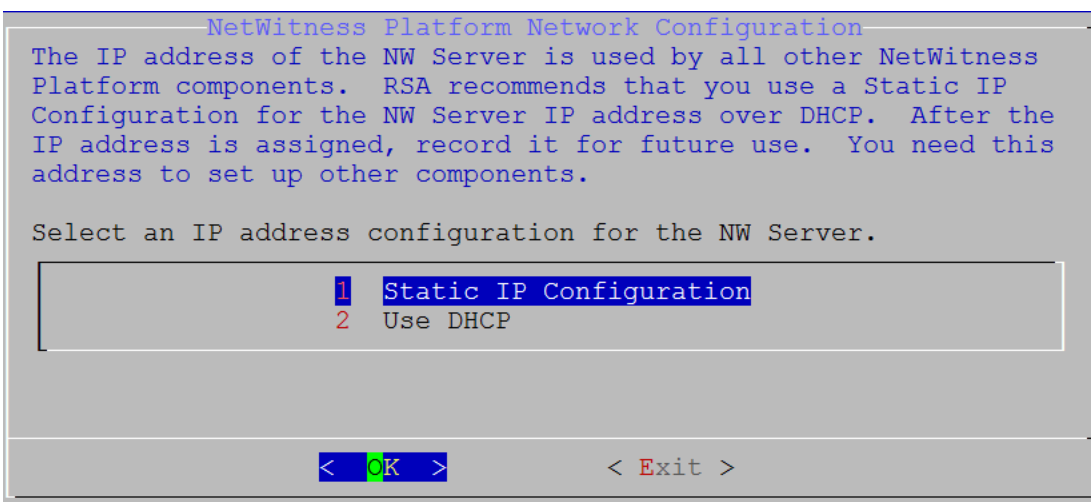 NetWitness Platform Network Configuration
The IP address of the NW Server is used by all other NetWitness
Platform components.  RSA recommends that you use a Static IP
Configuration for the NW Server IP address over DHCP.  After the
IP address is assigned, record it for future use.  You need this
address to set up other components.
Select an IP address configuration for the NW Server.
1  Static IP Configuration
2  Use DHCP
<  OK  >          < Exit >